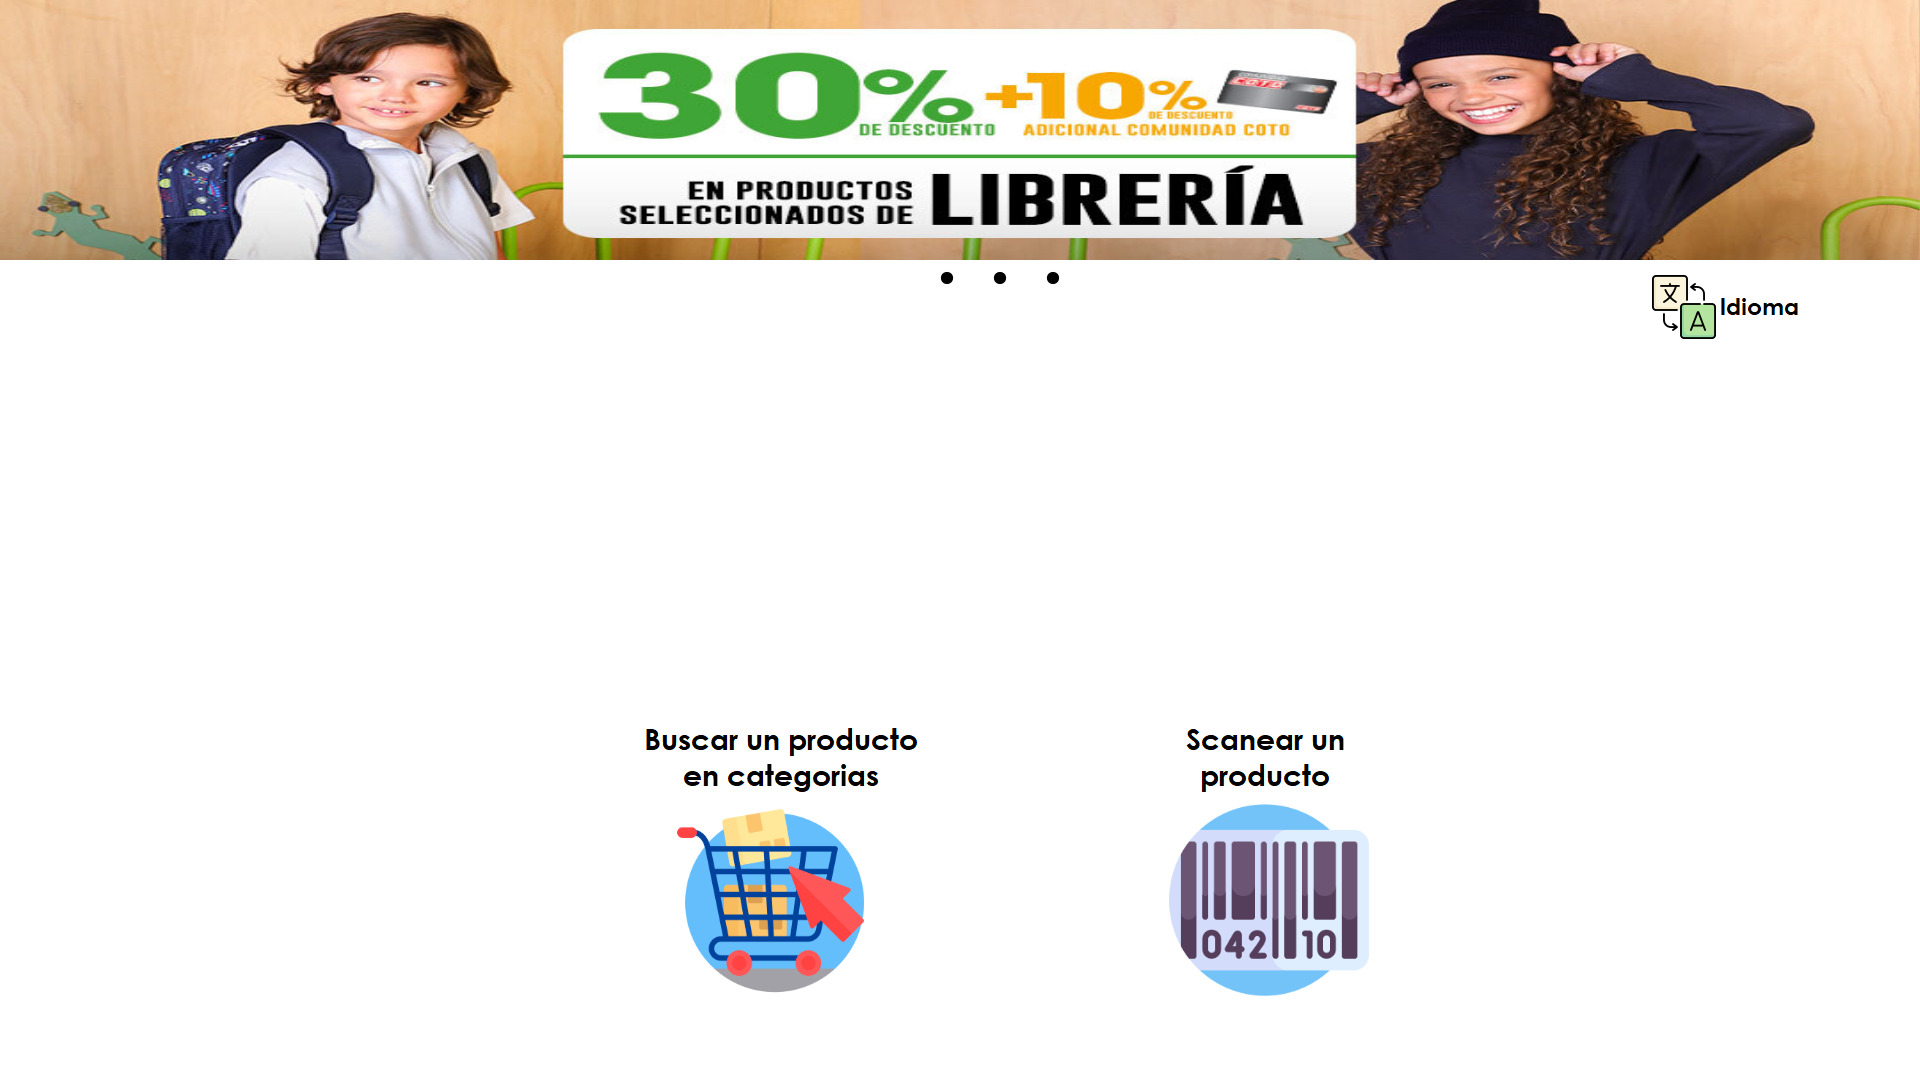 30% +10%
DE DESCUENTO
DE DESCUENTO
ADICIONAL COMUNIDAD COTO
COTO
EN PRODUCTOS
SELECCIONADOS DE
LIBRERÍA
文
A
Idioma
Buscar un producto
en categorias
Scanear un
producto
042 10